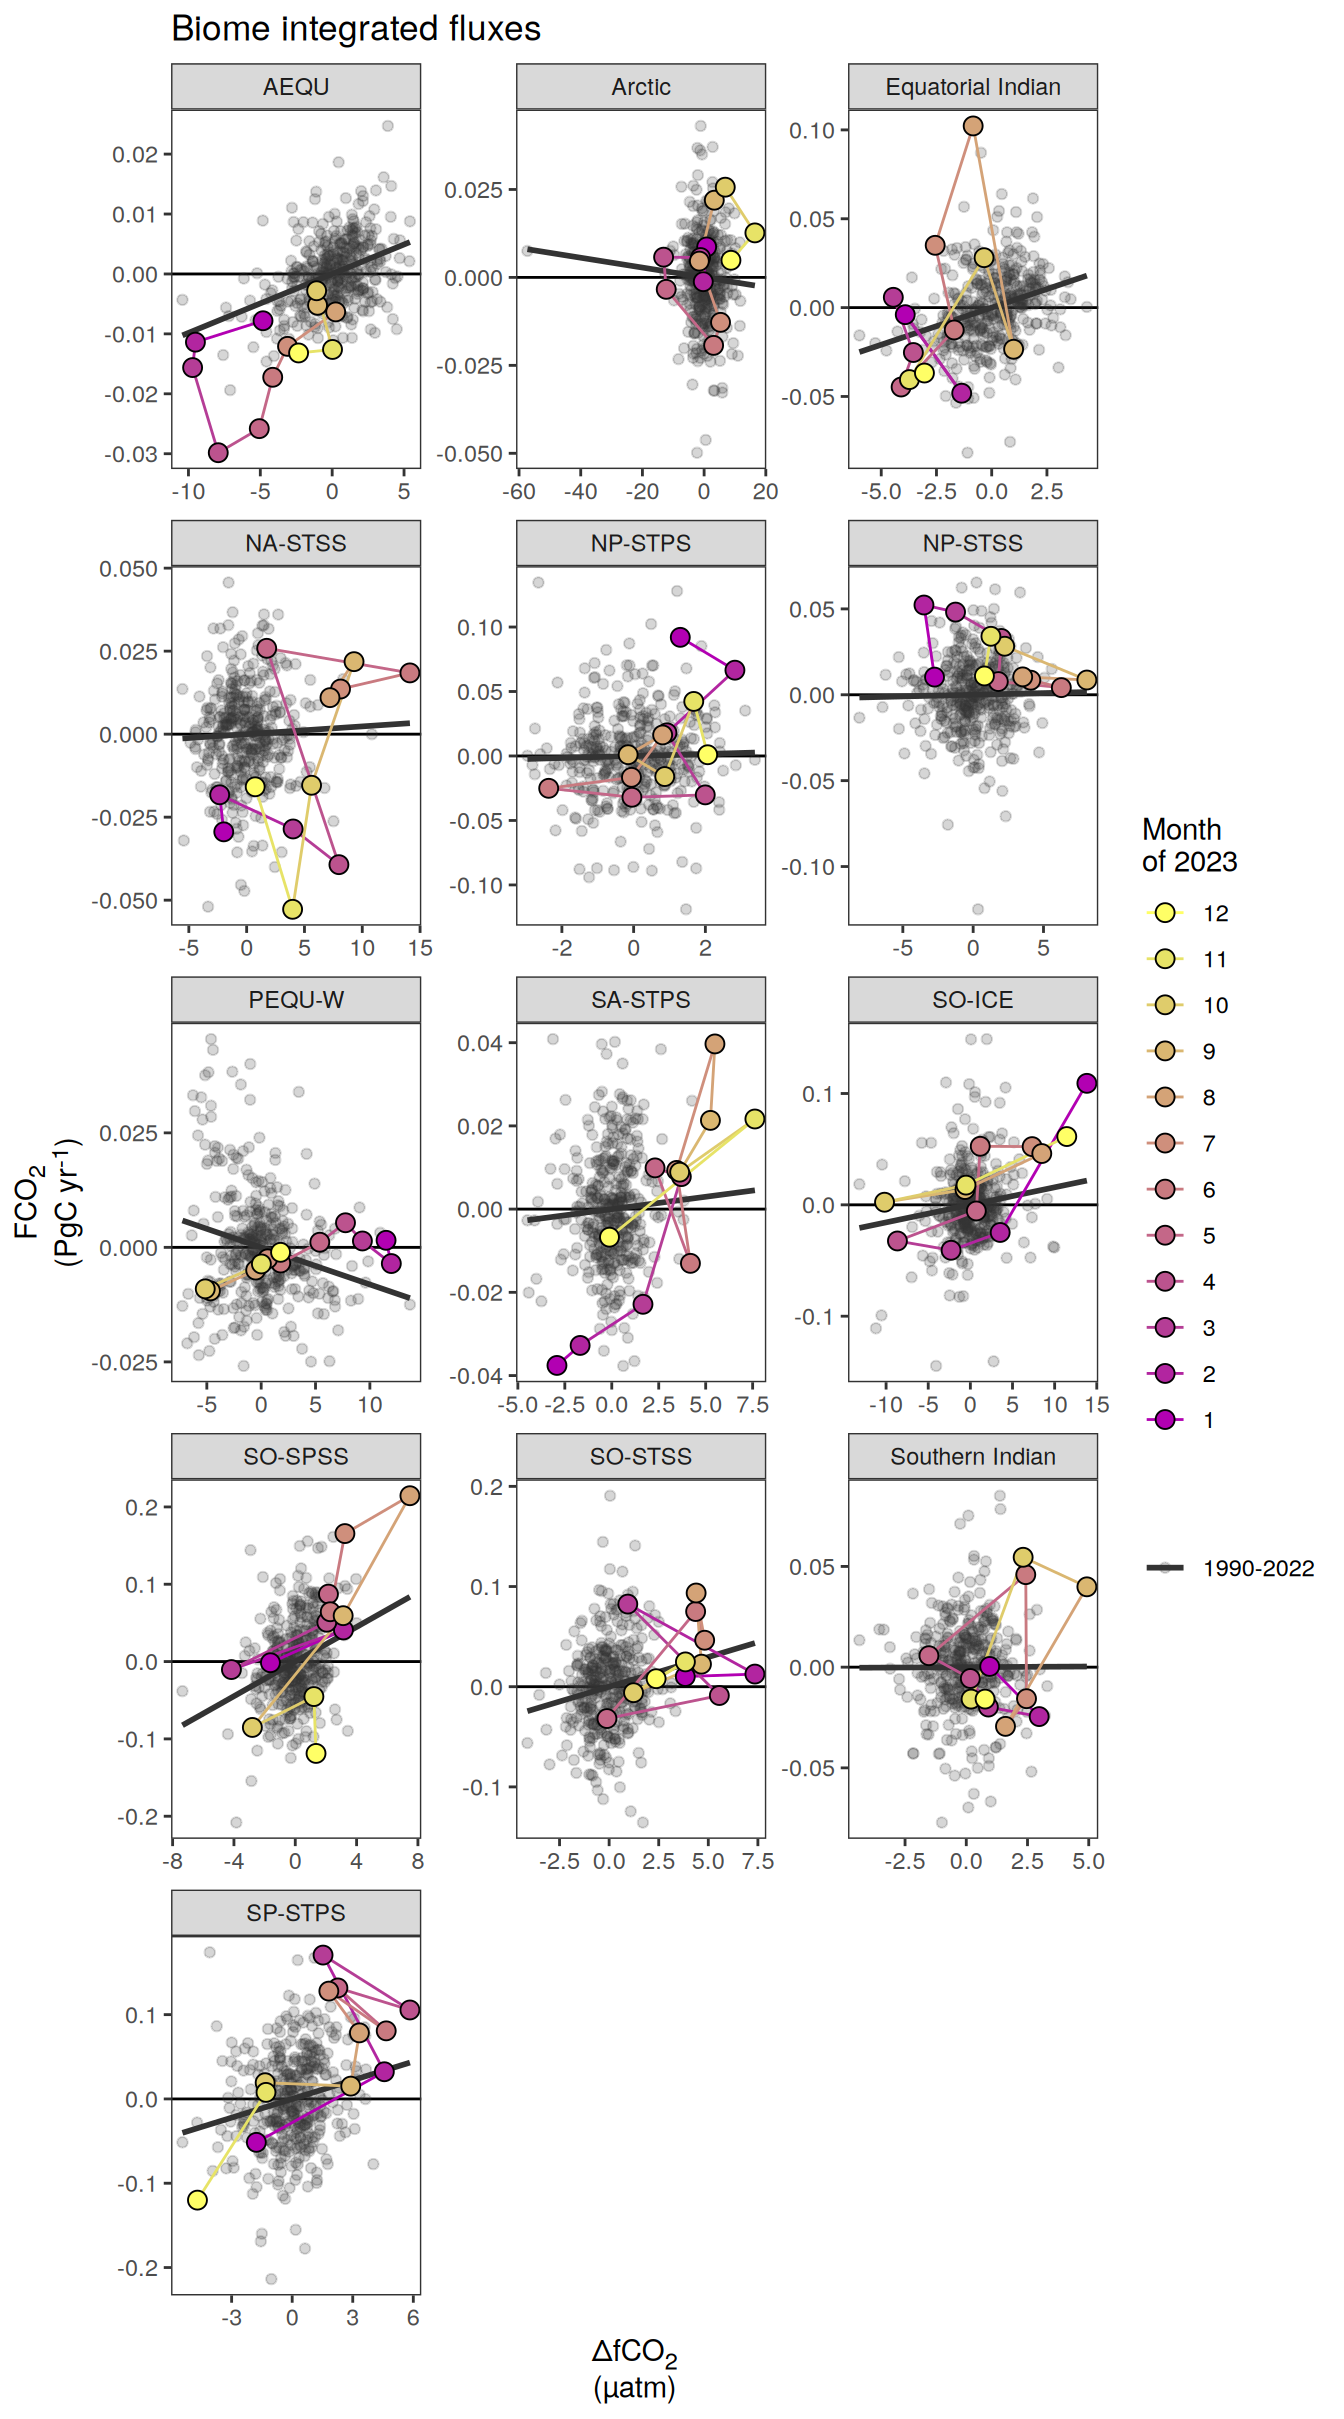 Biome integrated fluxes
AEQU Arctic Equatorial Indian
0.02 0.01 0.00 -0.01 -0.02 -0.03
0.025 0.000 -0.025 -0.050
0.10 0.05 0.00 -0.05
-10 -5 0 5 -60 -40 -20 0 20 -5.0 -2.5 0.0 2.5
NA-STSS NP-STPS NP-STSS
0.050 0.025 0.000 -0.025 -0.050
0.10 0.05 0.00 -0.05 -0.10
0.05 0.00 -0.05 -0.10
-5 0 5 10 15 -2 0 2 -5 0 5
PEQU-W SA-STPS SO-ICE
0.025 0.000 -0.025
0.04 0.02 0.00 -0.02 -0.04
0.1 0.0 -0.1
-5 0 5 10 -5.0 -2.5 0.0 2.5 5.0 7.5 -10 -5 0 5 10 15
SO-SPSS SO-STSS Southern Indian
0.2 0.1 0.0 -0.1 -0.2
0.2 0.1 0.0 -0.1
0.05 0.00 -0.05
-8 -4 0 4 8 -2.5 0.0 2.5 5.0 7.5 -2.5 0.0 2.5 5.0
SP-STPS
0.1 0.0 -0.1 -0.2
-3 0 3 6
FCO₂
(PgC yr⁻¹)
ΔfCO₂
(µatm)
Month
of 2023
12
11
10
9
8
7
6
5
4
3
2
1
1990-2022